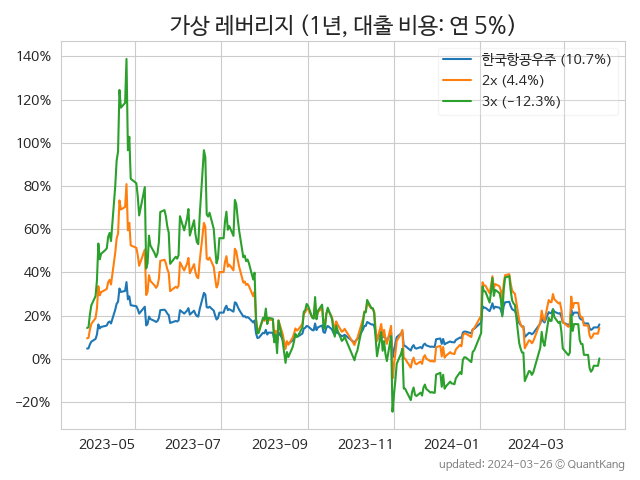 가상 레버리지 (1년, 대출 비용: 연 5%)
140%
120%
100%
80%
60%
40%
20%
0%
−20%
한국항공우주 (10.7%)
2x (4.4%)
3x (−12.3%)
2023-05 2023-07 2023-09 2023-11 2024-01 2024-03
updated: 2024-03-26 © QuantKang